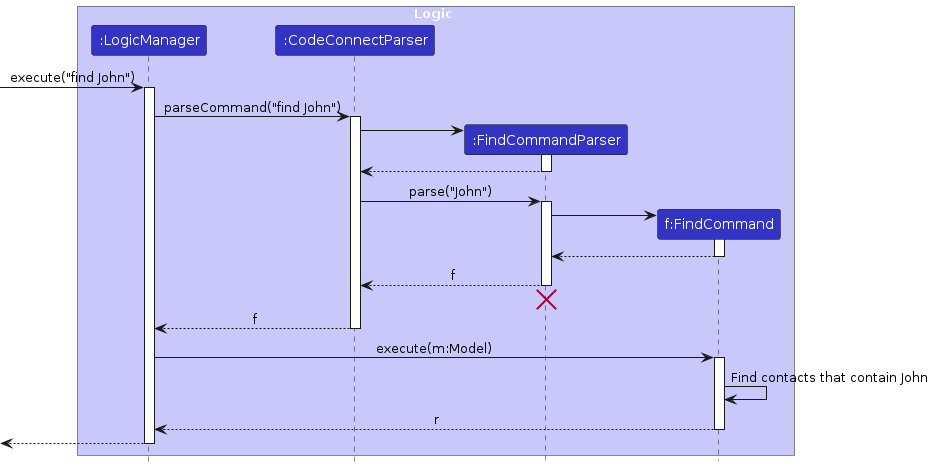 Logic
:LogicManager
:CodeConnectParser
execute("find John")
parseCommand("find John")
:FindCommandParser
parse("John")
f:FindCommand
f
f
execute(m:Model)
Find contacts that contain John
r